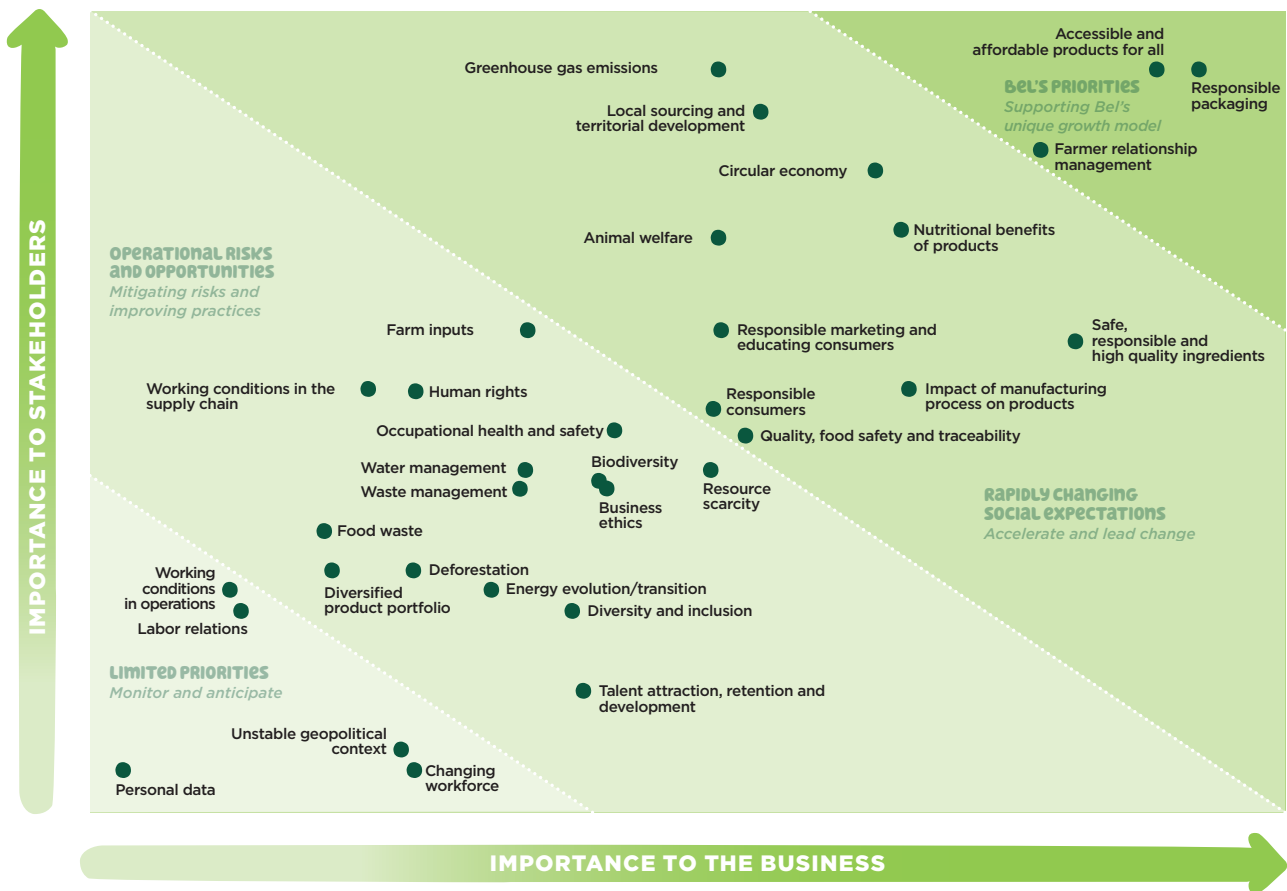 IMPORTANCE TO STAKEHOLDERS
Accessible and
affordable products for all
Greenhouse gas emissions
BEL'S PRIORITIES
Supporting Bel's
unique growth model
Responsible
packaging
Local sourcing and
territorial development
Farmer relationship
management
Circular economy
Animal welfare
Nutritional benefits
of products
OPERATIONAL RISKS
AND OPPORTUNITIES
Mitigating risks and
improving practices
Farm inputs
Responsible marketing and
educating consumers
Safe,
responsible and
high quality ingredients
Working conditions in the
supply chain
Human rights
Responsible
consumers
Impact of manufacturing
process on products
Occupational health and safety
Quality, food safety and traceability
Water management
Waste management
Biodiversity
Business
ethics
Resource
scarcity
RAPIDLY CHANGING
SOCIAL EXPECTATIONS
Accelerate and lead change
Food waste
Working
conditions
in operations
Labor relations
Diversified
product portfolio
Deforestation
Energy evolution/transition
Diversity and inclusion
LIMITED PRIORITIES
Monitor and anticipate
Talent attraction, retention and
development
Unstable geopolitical
context
Changing
workforce
Personal data
IMPORTANCE TO THE BUSINESS